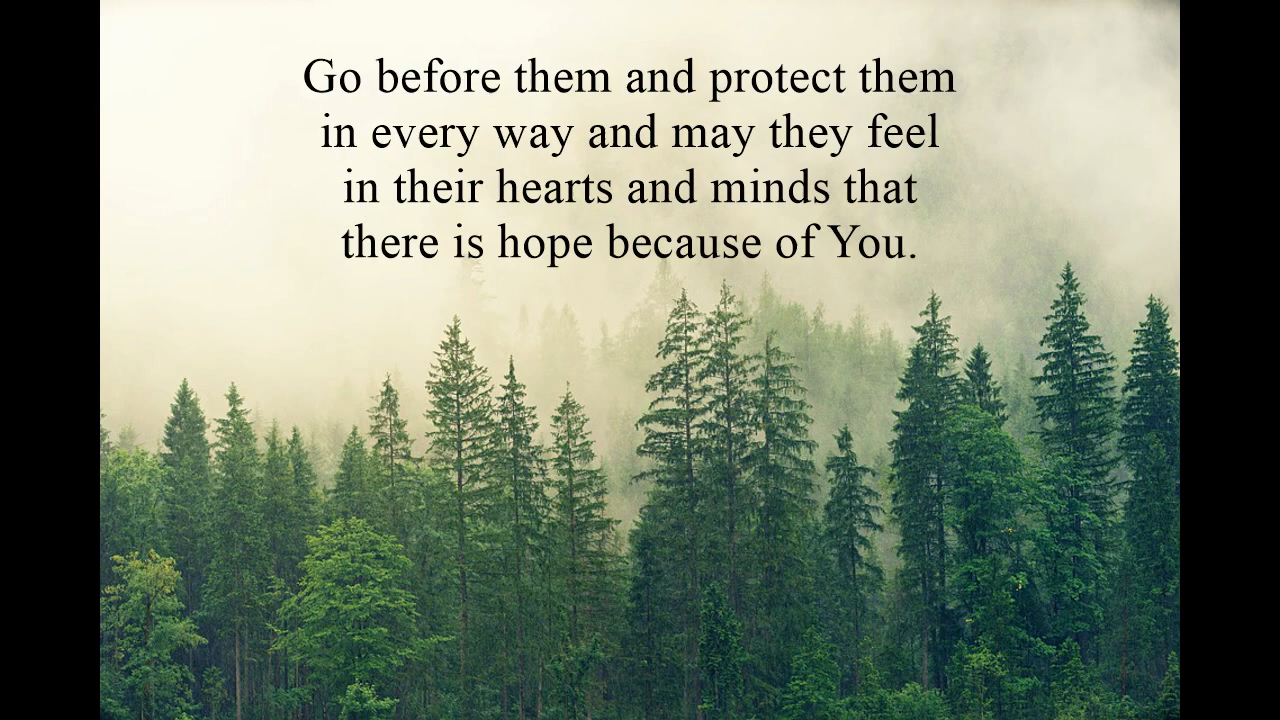 Go before them and protect them
in every way and may they feel
in their hearts and minds that
there is hope because of You.